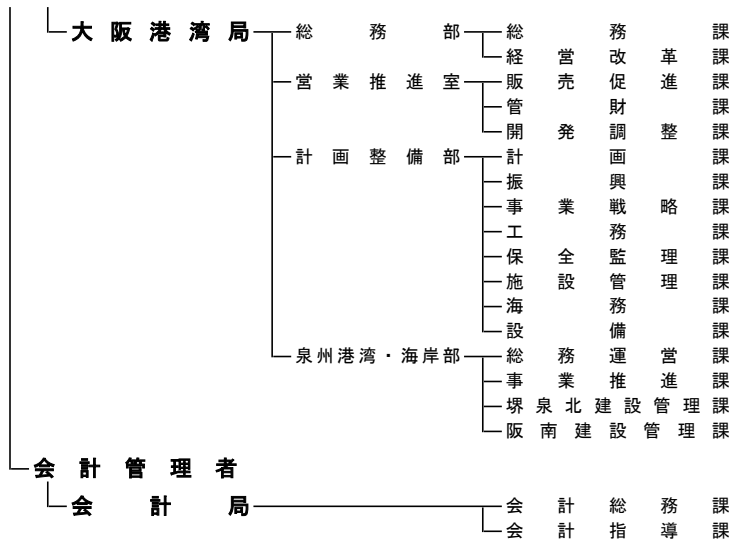 大阪港湾局 総務部 総務課
経営改革課
営業推進室 販売促進課
管財課
開発調整課
計画整備部 計画課
振興課
事業戦略課
工務課
保全監理課
施設管理課
海務課
設備課
泉州港湾・海岸部 総務運営課
事業推進課
堺泉北建設管理課
阪南建設管理課
会計管理者
会計局 会計総務課
会計指導課